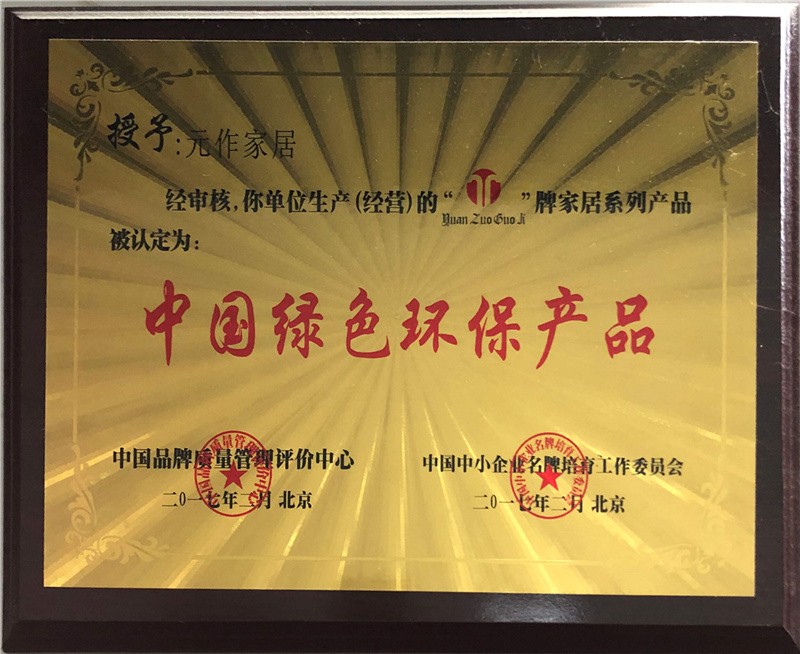 授予:元作家居
经审核,你单位生产(经营)的“Yuan Zuo Guo Ji”牌家居系列产品
被认定为:
中国绿色环保产品
中国品牌质量管理评价中心
二〇一七年二月 北京
中国中小企业名牌培育工作委员会
二〇一七年二月 北京